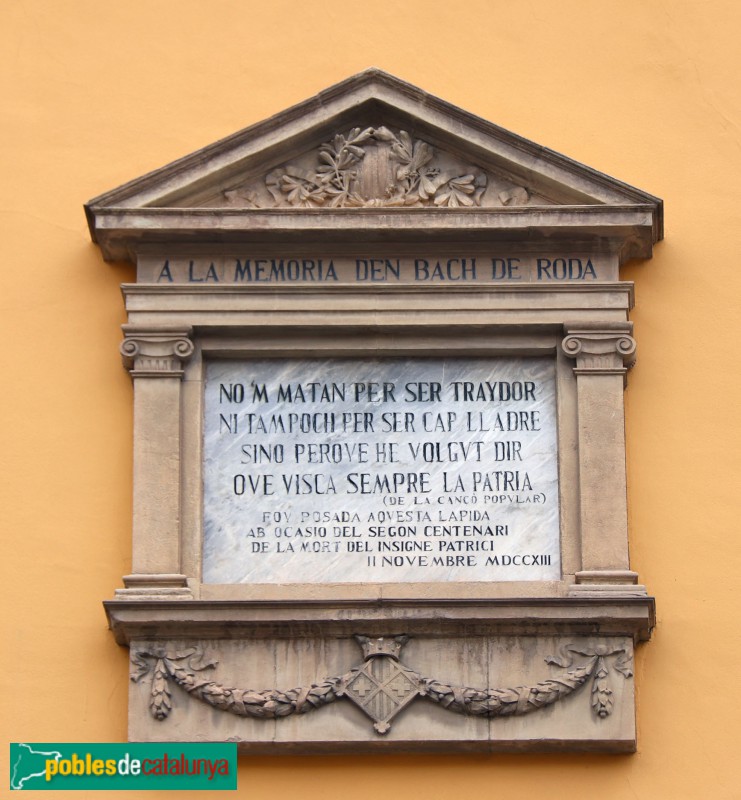 A LA MEMORIA DEN BACH DE RODA
NO 'M MATAN PER SER TRAYDOR
NI TAMPOCH PER SER CAP LLADRE
SINO PERQVE HE VOLGVT DIR
QVE VISCA SEMPRE LA PATRIA
(DE LA CANCÓ POPVLAR)
FOV POSADA AQVESTA LAPIDA
AB OCASIO DEL SEGON CENTENARI
DE LA MORT DEL INSIGNE PATRICI
II NOVEMBRE MDCCXIII
poblesdecatalunya